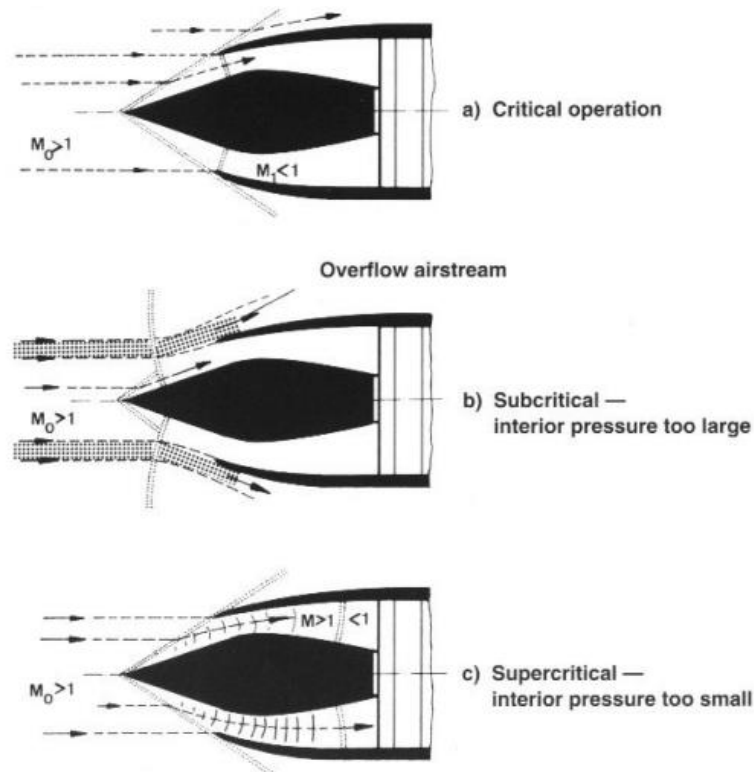 M₀>1
M₁<1
a) Critical operation
Overflow airstream
M₀>1
b) Subcritical —
interior pressure too large
M>1
<1
M₀>1
c) Supercritical —
interior pressure too small